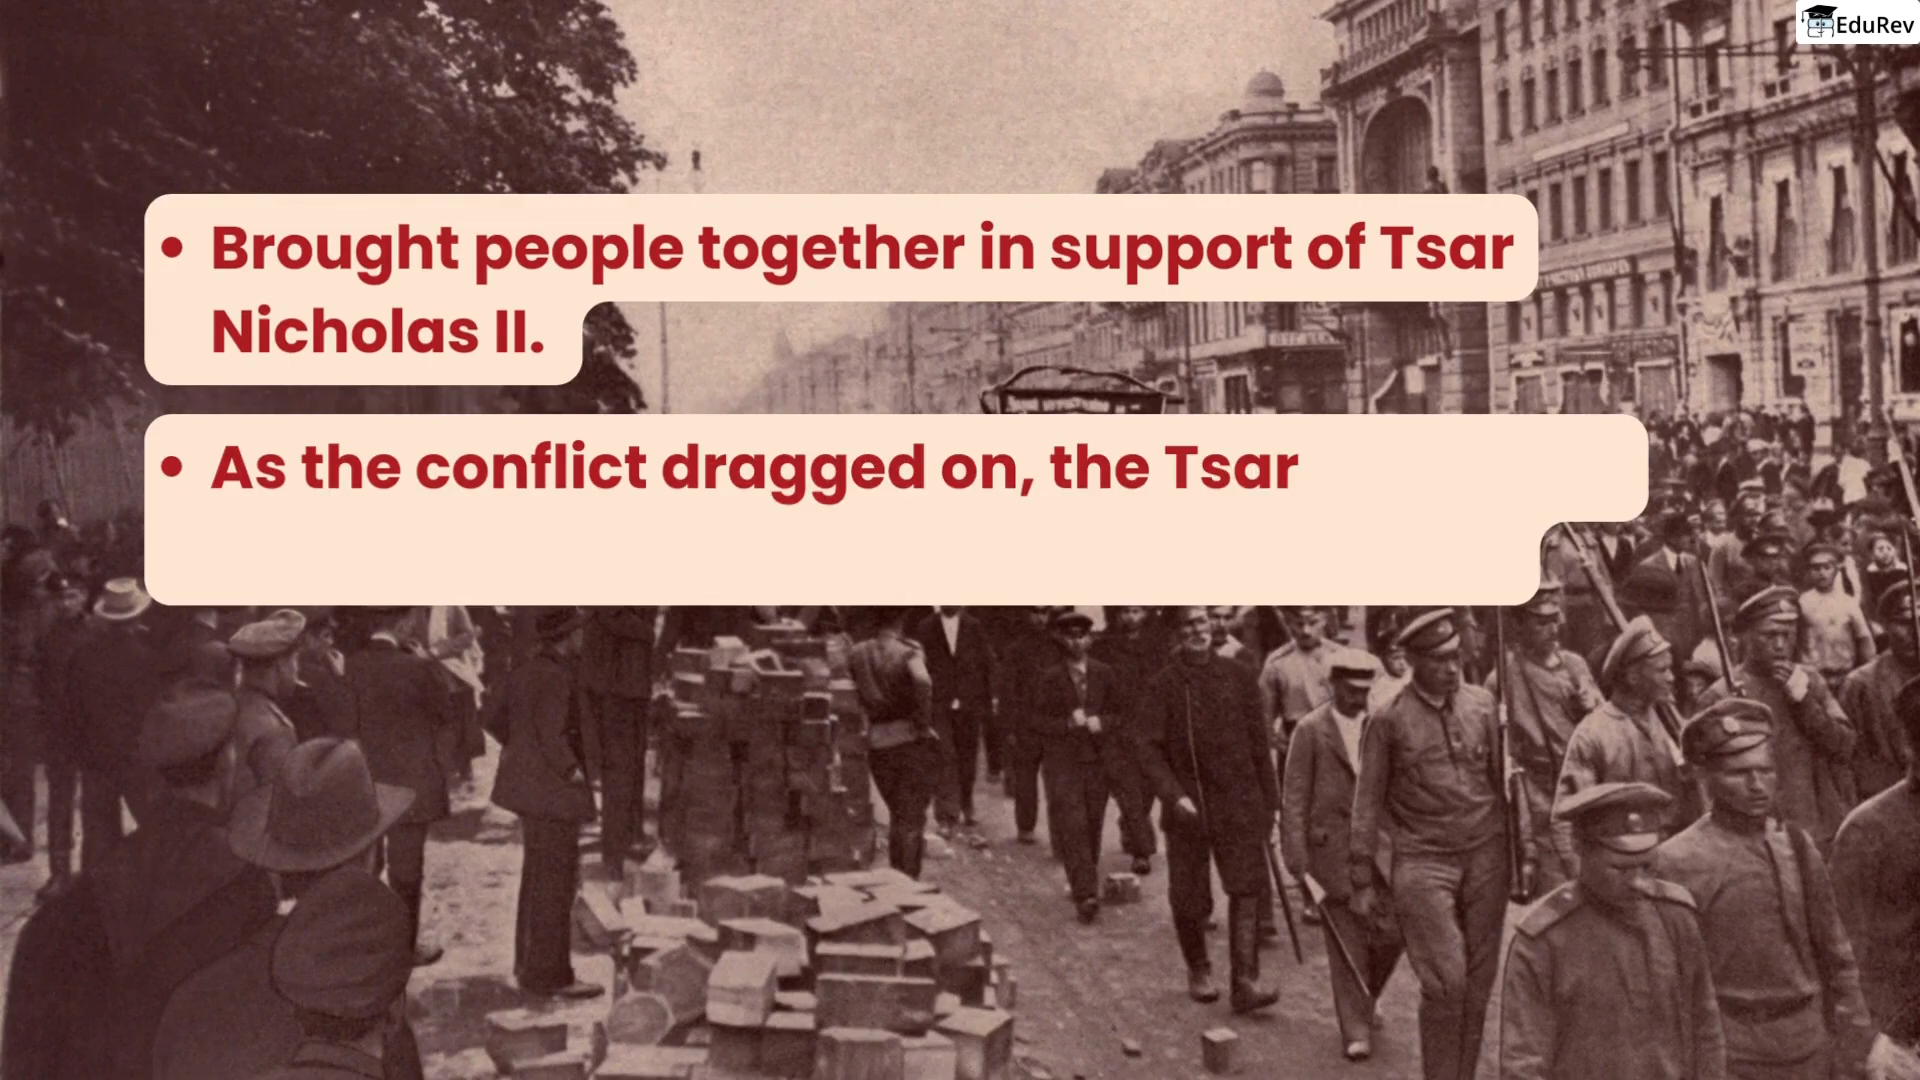 EduRev
• Brought people together in support of Tsar
Nicholas II.
• As the conflict dragged on, the Tsar